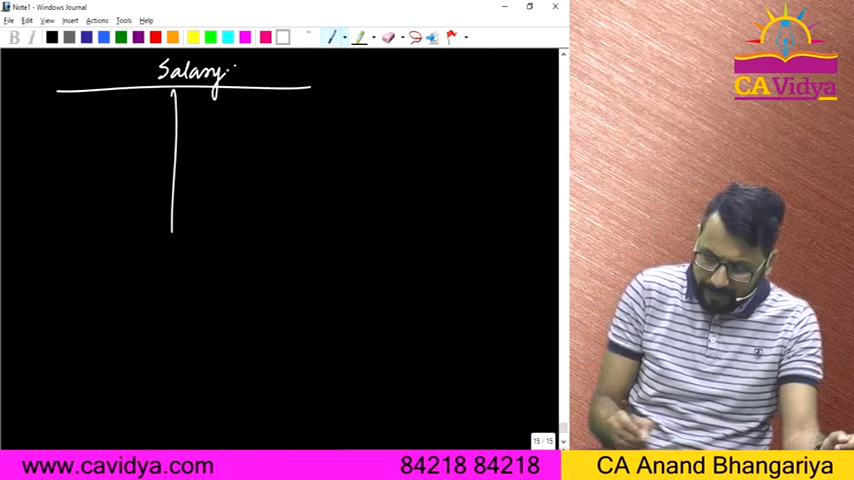 Note1 - Windows Journal
File Edit View Insert Actions Tools Help
B I
Salary
15 / 15
CA Vidya
www.cavidya.com 84218 84218 CA Anand Bhangariya